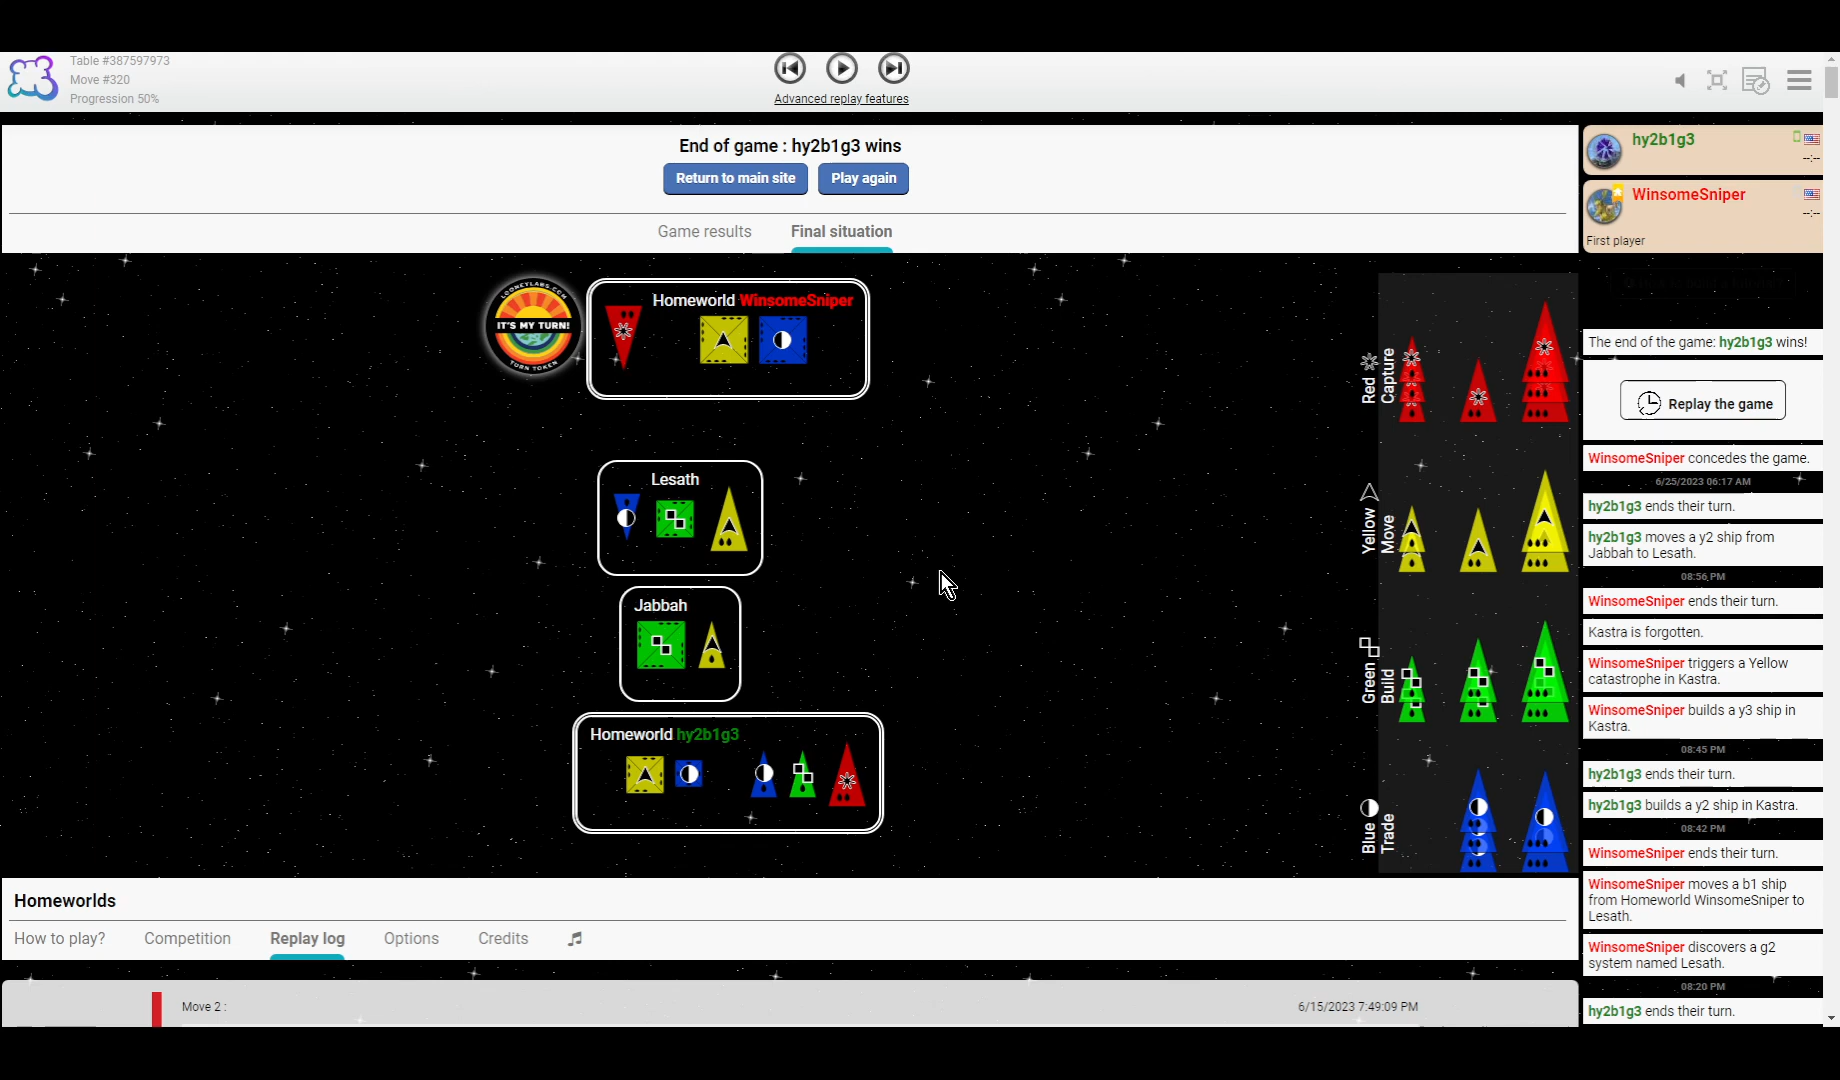 Table #387597973
Move #320
Progression 50%
Advanced replay features
End of game : hy2b1g3 wins
Return to main site
Play again
Game results
Final situation
hy2b1g3
--:--
WinsomeSniper
--:--
First player
LOONEYLABS.COM
IT'S MY TURN!
TURN TOKEN
Homeworld WinsomeSniper
Lesath
Jabbah
Homeworld hy2b1g3
Red
Capture
Yellow
Move
Green
Build
Blue
Trade
The end of the game: hy2b1g3 wins!
Replay the game
WinsomeSniper concedes the game.
6/25/2023 06:17 AM
hy2b1g3 ends their turn.
hy2b1g3 moves a y2 ship from
Jabbah to Lesath.
08:56 PM
WinsomeSniper ends their turn.
Kastra is forgotten.
WinsomeSniper triggers a Yellow
catastrophe in Kastra.
WinsomeSniper builds a y3 ship in
Kastra.
08:45 PM
hy2b1g3 ends their turn.
hy2b1g3 builds a y2 ship in Kastra.
08:42 PM
WinsomeSniper ends their turn.
WinsomeSniper moves a b1 ship
from Homeworld WinsomeSniper to
Lesath.
WinsomeSniper discovers a g2
system named Lesath.
08:20 PM
hy2b1g3 ends their turn.
Homeworlds
How to play?
Competition
Replay log
Options
Credits
Move 2 :
6/15/2023 7:49:09 PM